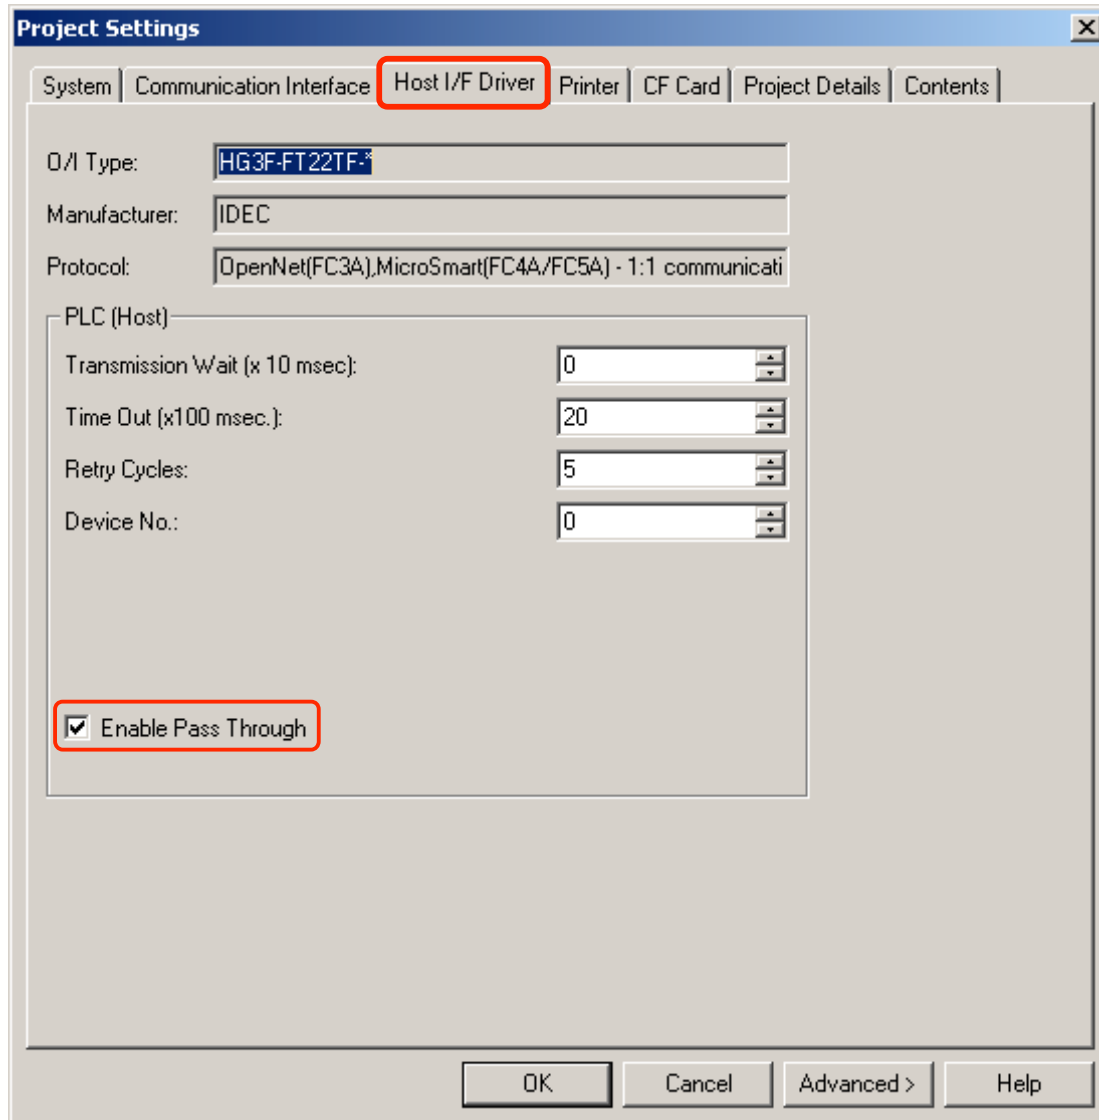 Project Settings
System Communication Interface Host I/F Driver Printer CF Card Project Details Contents
O/I Type: HG3F-FT22TF-*
Manufacturer: IDEC
Protocol: OpenNet(FC3A),MicroSmart(FC4A/FC5A) - 1:1 communicati
PLC (Host)
Transmission Wait (x 10 msec): 0
Time Out (x100 msec.): 20
Retry Cycles: 5
Device No.: 0
Enable Pass Through
OK Cancel Advanced > Help